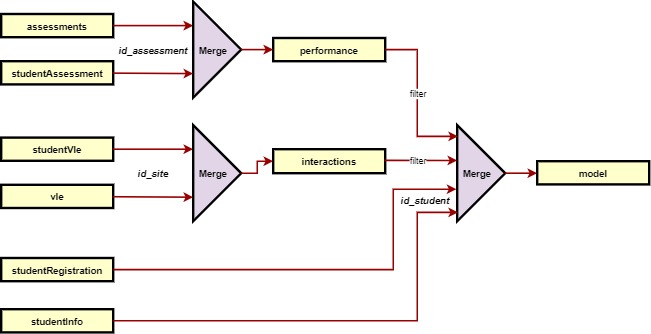 assessments
id_assessment
Merge
performance
studentAssessment
filter
studentVle
id_site
Merge
interactions
filter
Merge
model
vle
id_student
studentRegistration
studentInfo